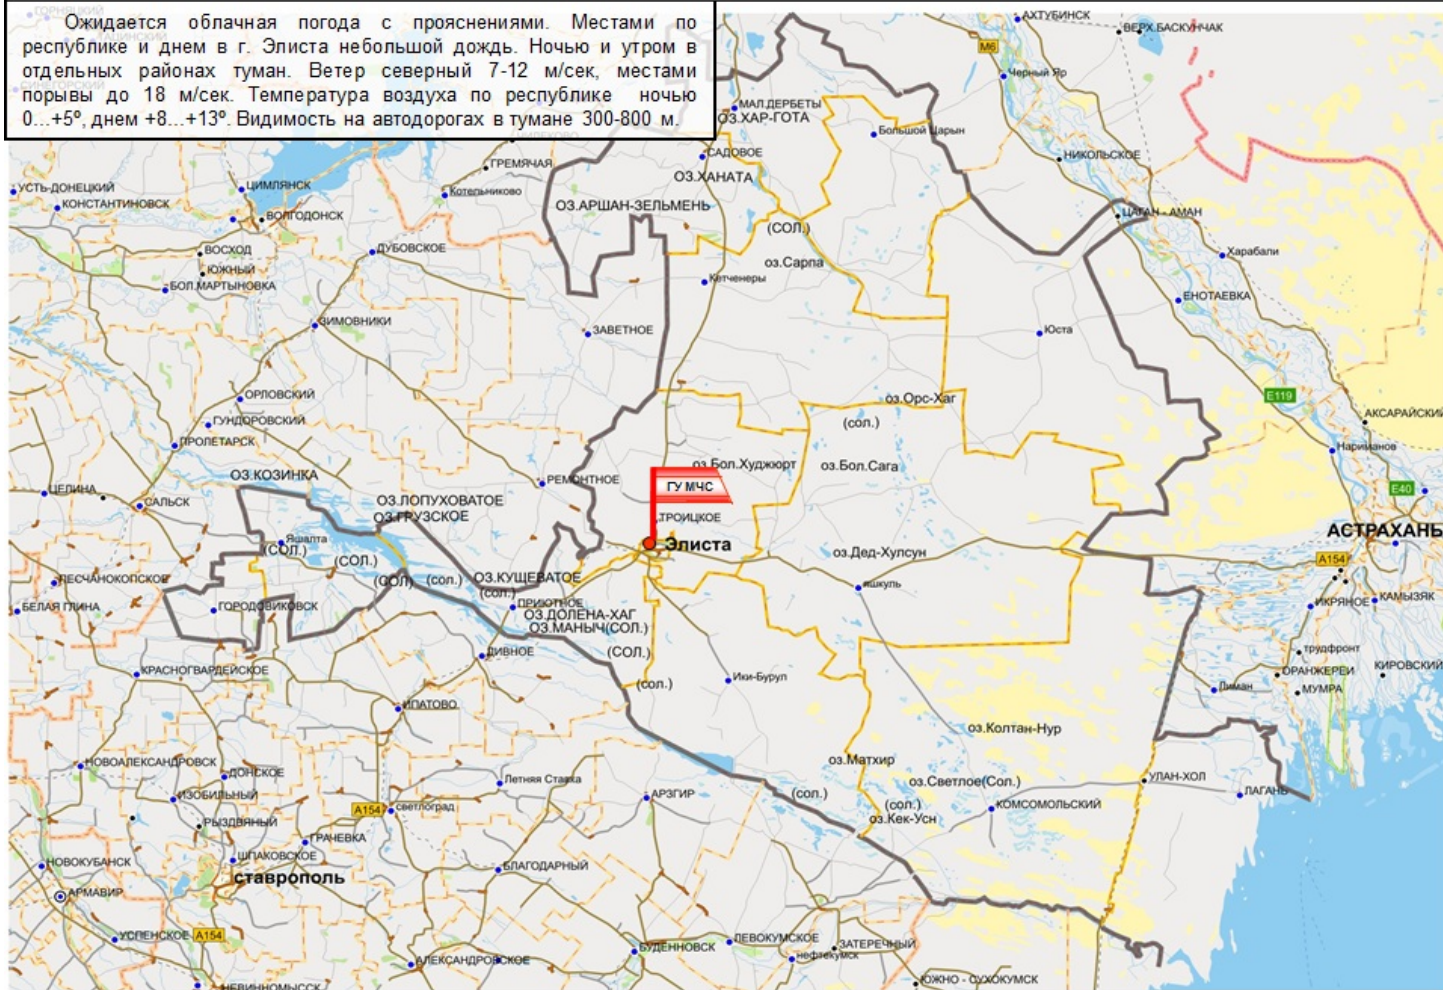 Ожидается облачная погода с прояснениями. Местами по
республике и днем в г. Элиста небольшой дождь. Ночью и утром в
отдельных районах туман. Ветер северный 7-12 м/сек, местами
порывы до 18 м/сек. Температура воздуха по республике ночью
0...+5º, днем +8...+13º. Видимость на автодорогах в тумане 300-800 м.
АХТУБИНСК
ВЕРХ.БАСКУНЧАК
М6
Черный Яр
МАЛ.ДЕРБЕТЫ
ОЗ.ХАР-ГОТА
Большой Царын
НИКОЛЬСКОЕ
САДОВОЕ
ГРЕМЯЧАЯ
ОЗ.ХАНАТА
УСТЬ-ДОНЕЦКИЙ
ЦИМЛЯНСК
Котельниково
КОНСТАНТИНОВСК
ОЗ.АРШАН-ЗЕЛЬМЕНЬ
ВОЛГОДОНСК
ЦАГАН - АМАН
(СОЛ.)
ВОСХОД
ДУБОВСКОЕ
Харабали
оз.Сарпа
ЮЖНЫЙ
Кетченеры
БОЛ.МАРТЫНОВКА
ЕНОТАЕВКА
ЗИМОВНИКИ
ЗАВЕТНОЕ
Юста
ОРЛОВСКИЙ
оз.Орс-Хаг
E119
АКСАРАЙСКИЙ
ГУНДОРОВСКИЙ
(сол.)
ПРОЛЕТАРСК
Нариманов
оз.Бол.Худжюрт
оз.Бол.Сага
ОЗ.КОЗИНКА
РЕМОНТНОЕ
ЦЕЛИНА
ГУ МЧС
E40
ОЗ.ЛОПУХОВАТОЕ
САЛЬСК
ОЗ.ГРУЗСКОЕ
ТРОИЦКОЕ
АСТРАХАНЬ
Яшалта
Элиста
(СОЛ.)
оз.Дед-Хулсун
(СОЛ.)
А154
ПЕСЧАНОКОПСКОЕ
(СОЛ)
(сол.)
ОЗ.КУЩЕВАТОЕ
яшкуль
(сол.)
КАМЫЗЯК
БЕЛАЯ ГЛИНА
ГОРОДОВИКОВСК
ПРИЮТНОЕ
ИКРЯНОЕ
ОЗ.ДОЛЕНА-ХАГ
ОЗ.МАНЫЧ(СОЛ.)
ДИВНОЕ
(СОЛ.)
трудфронт
КРАСНОГВАРДЕЙСКОЕ
ОРАНЖЕРЕИ
КИРОВСКИЙ
Ики-Бурул
(сол.)
Лиман
МУМРА
ИПАТОВО
оз.Колтан-Нур
НОВОАЛЕКСАНДРОВСК
оз.Матхир
ДОНСКОЕ
Летняя Ставка
оз.Светлое(Сол.)
УЛАН-ХОЛ
ИЗОБИЛЬНЫЙ
АРЗГИР
(сол.)
ЛАГАНЬ
А154
светлоград
(сол.)
КОМСОМОЛЬСКИЙ
РЫЗДВЯНЫЙ
оз.Кек-Усн
ГРАЧЕВКА
ШПАКОВСКОЕ
НОВОКУБАНСК
БЛАГОДАРНЫЙ
ставрополь
АРМАВИР
УСПЕНСКОЕ
А154
ЛЕВОКУМСКОЕ
БУДЕННОВСК
ЗАТЕРЕЧНЫЙ
нефтекумск
АЛЕКСАНДРОВСКОЕ
ЮЖНО - СУХОКУМСК
НЕВИННОМЫССК